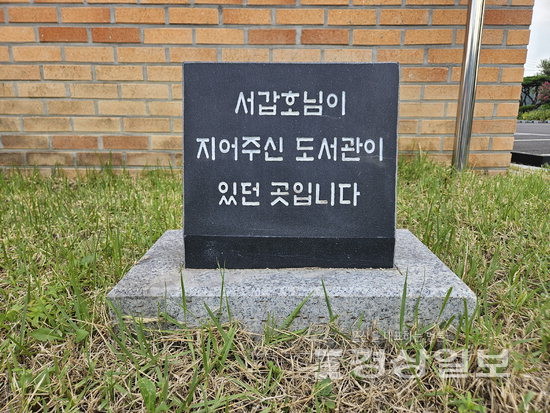 서갑호님이
지어주신 도서관이
있던 곳입니다
경상일보